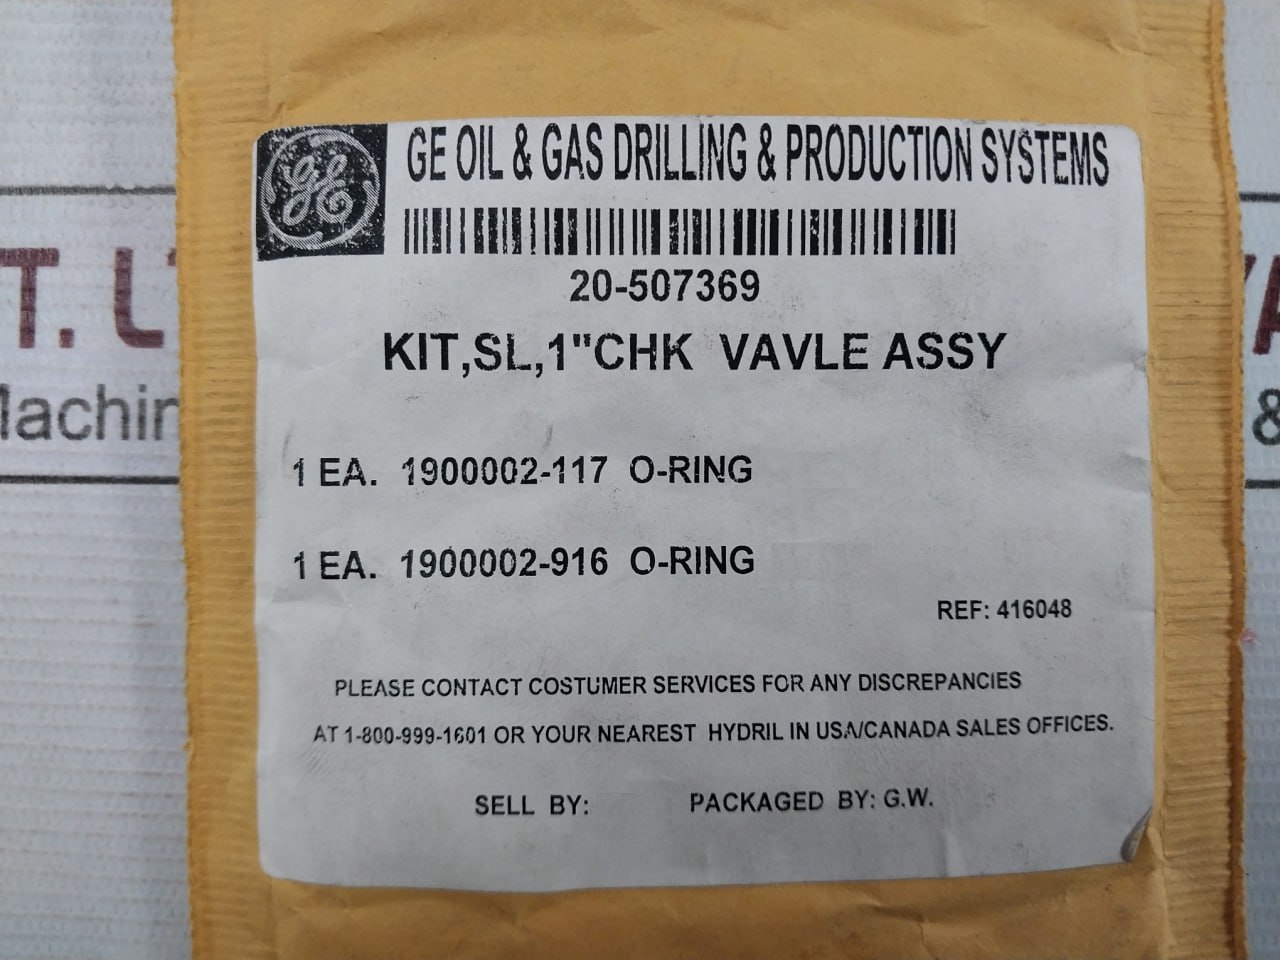 GE OIL & GAS DRILLING & PRODUCTION SYSTEMS
20-507369
KIT,SL,1"CHK VAVLE ASSY
1 EA. 1900002-117 O-RING
1 EA. 1900002-916 O-RING
REF: 416048
PLEASE CONTACT COSTUMER SERVICES FOR ANY DISCREPANCIES
AT 1-800-999-1601 OR YOUR NEAREST HYDRIL IN USA/CANADA SALES OFFICES.
SELL BY: PACKAGED BY: G.W.
T. L
&